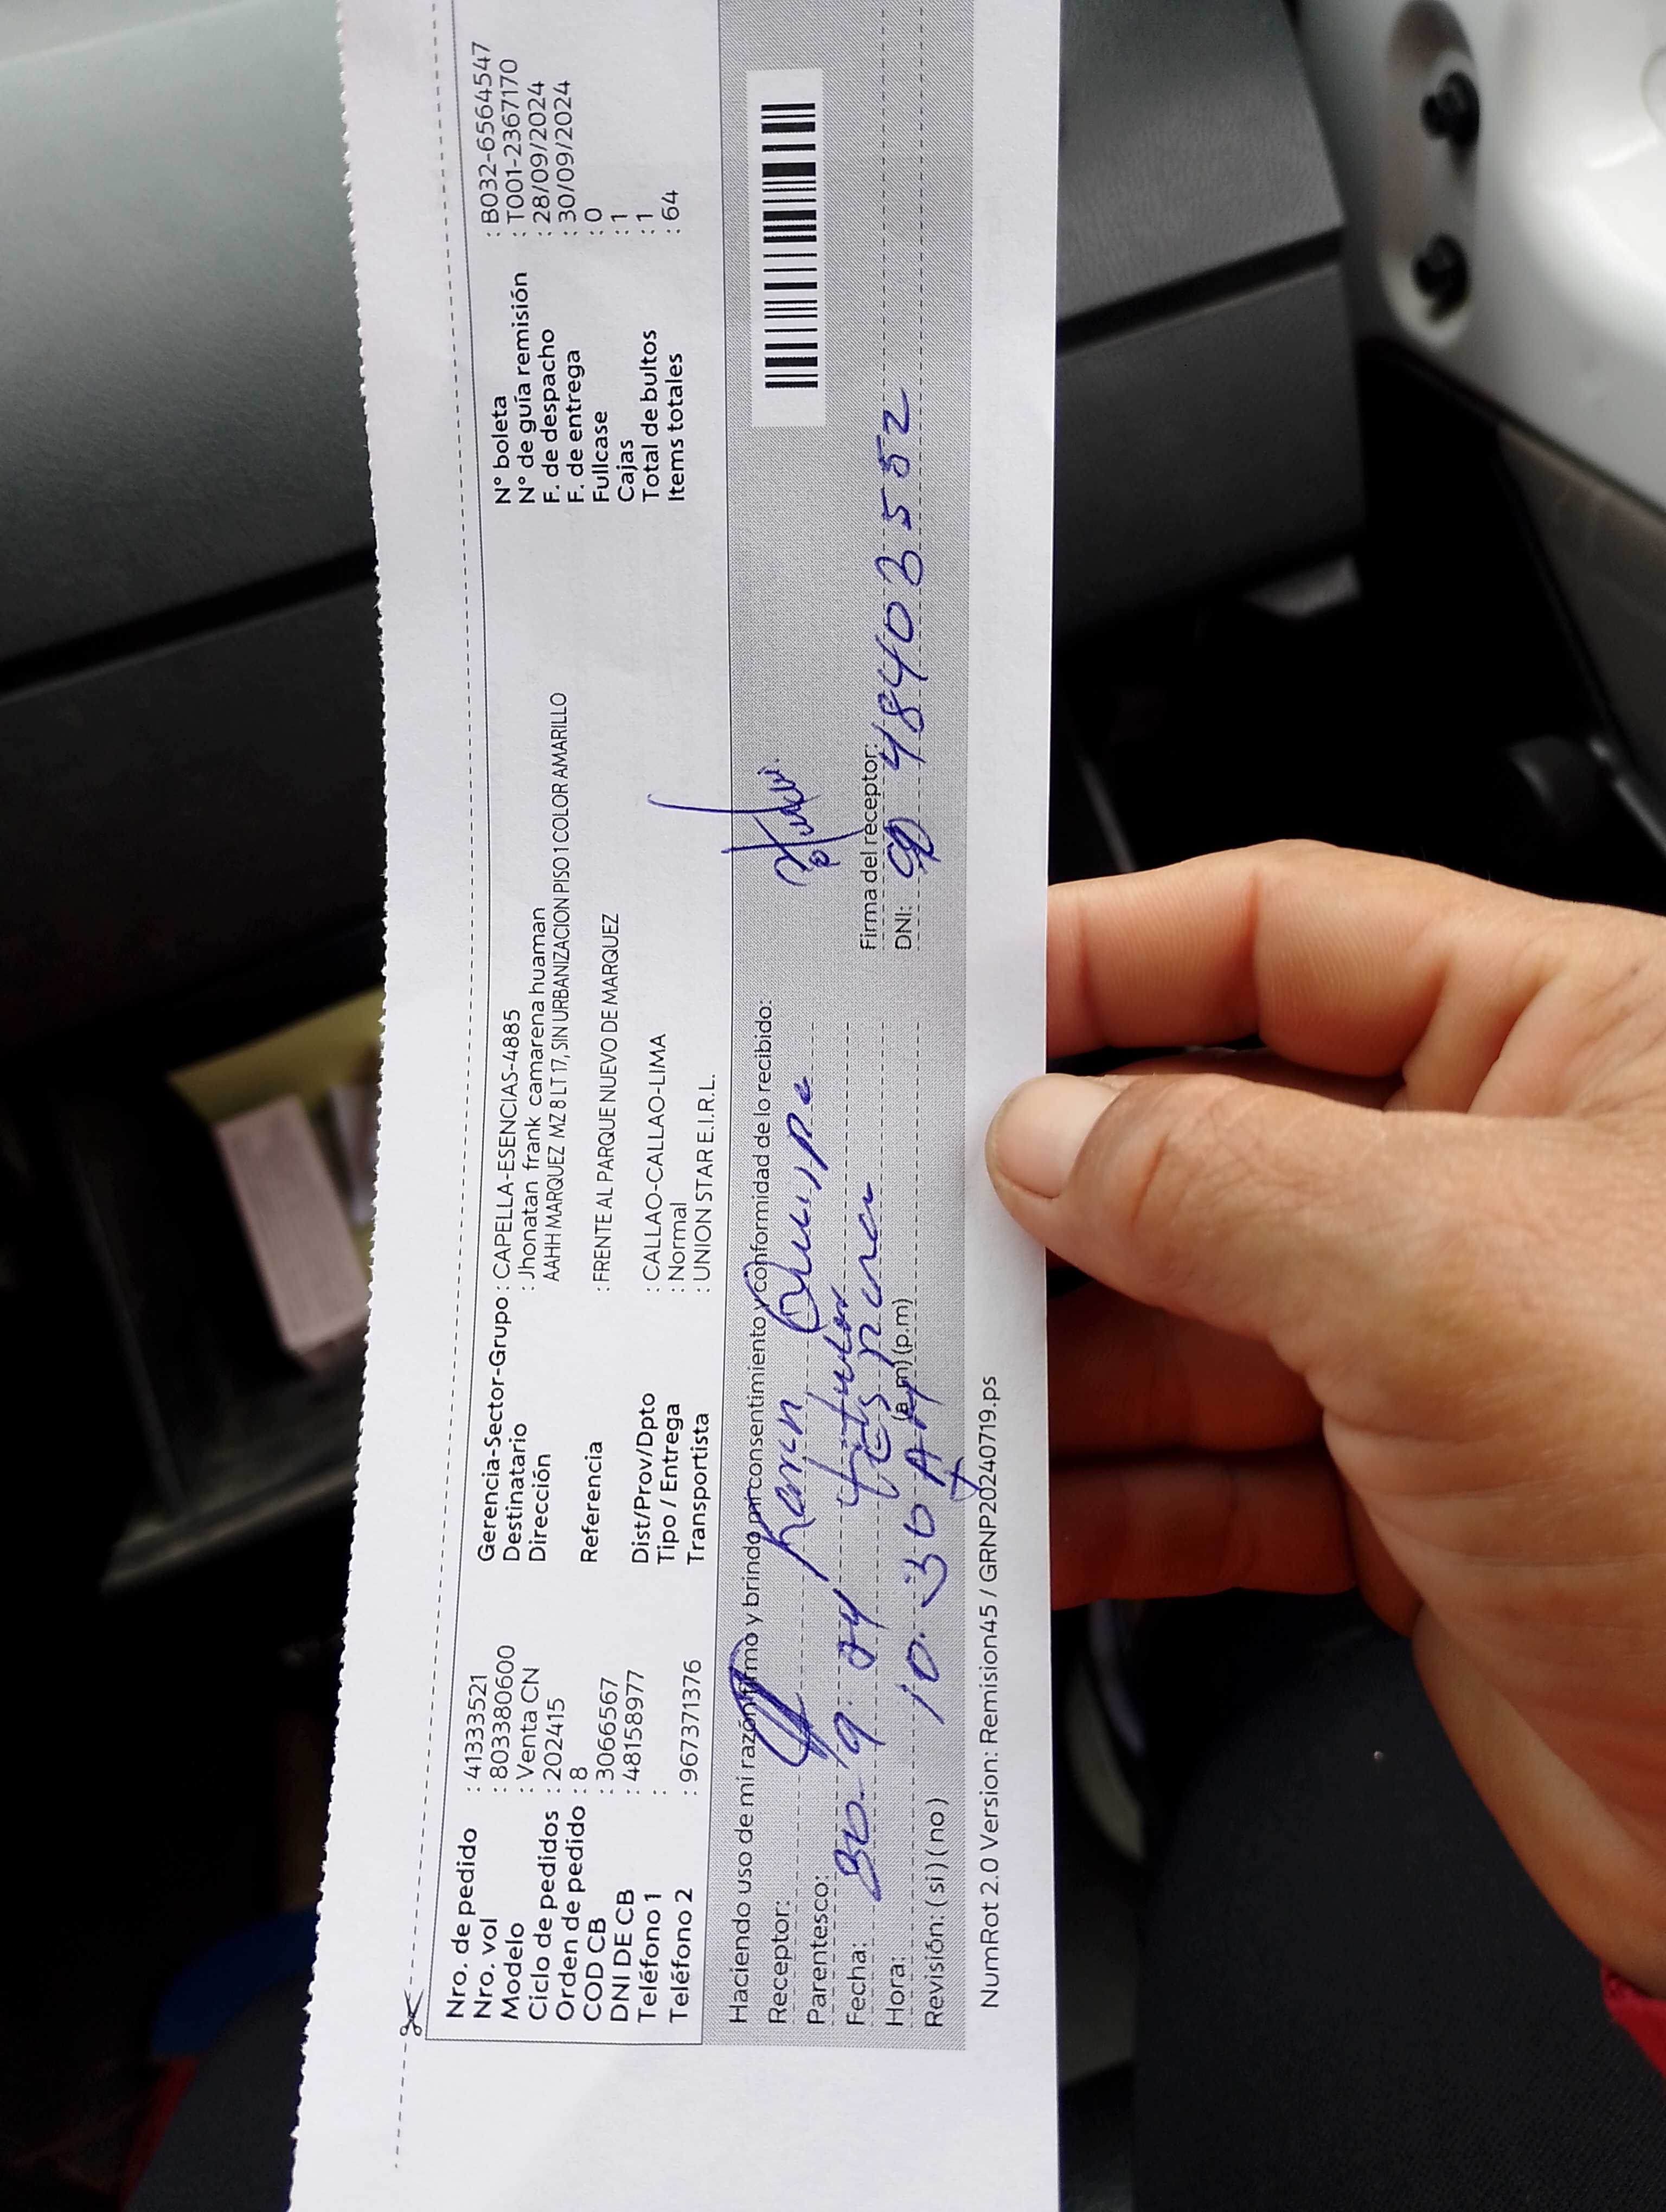 Nro. de pedido : 41333521
Nro. vol : 803380600
Modelo : Venta CN
Ciclo de pedidos : 202415
Orden de pedido : 8
COD CB : 3066567
DNI DE CB : 48158977
Teléfono 1 :
Teléfono 2 : 967371376
Gerencia-Sector-Grupo : CAPELLA-ESENCIAS-4885
Destinatario : Jhonatan frank camarena huaman
Dirección AAHH MARQUEZ MZ 8 LT 17, SIN URBANIZACION PISO 1 COLOR AMARILLO
Referencia : FRENTE AL PARQUE NUEVO DE MARQUEZ
Dist/Prov/Dpto : CALLAO-CALLAO-LIMA
Tipo / Entrega : Normal
Transportista : UNION STAR E.I.R.L.
N° boleta : B032-6564547
N° de guía remisión : T001-2367170
F. de despacho : 28/09/2024
F. de entrega : 30/09/2024
Fullcase : 0
Cajas : 1
Total de bultos : 1
Items totales : 64
Haciendo uso de mi razón firmo y brindo mi consentimiento y conformidad de lo recibido:
Receptor: Karen Quispe
Parentesco: titular
Fecha: 30-9-24
Hora: 10:30 AM (a.m) (p.m)
Revisión: ( si ) ( no )
Firma del receptor:
DNI: 48403552
NumRot 2.0 Version: Remision45 / GRNP20240719.ps